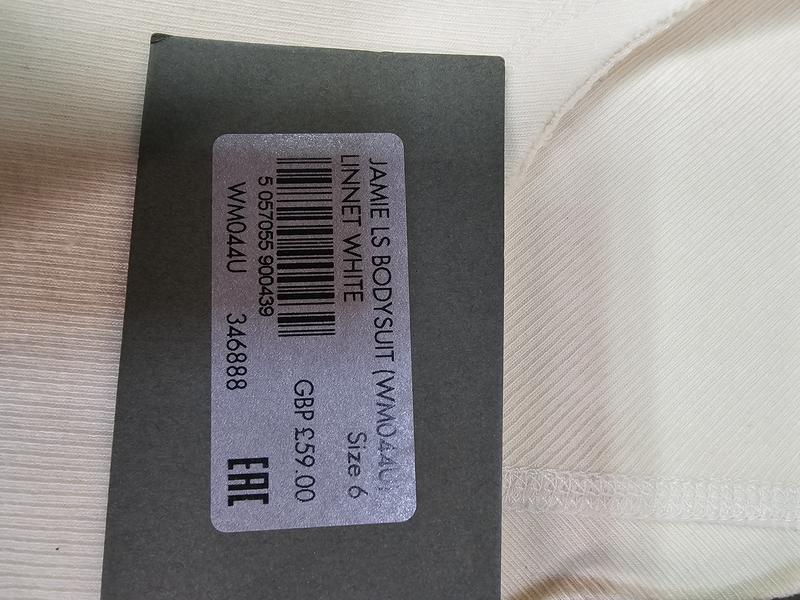 JAMIE LS BODYSUIT (WM044U)
LINNET WHITE
Size 6
5 057055 900439
GBP £59.00
WM044U 346888
EAC